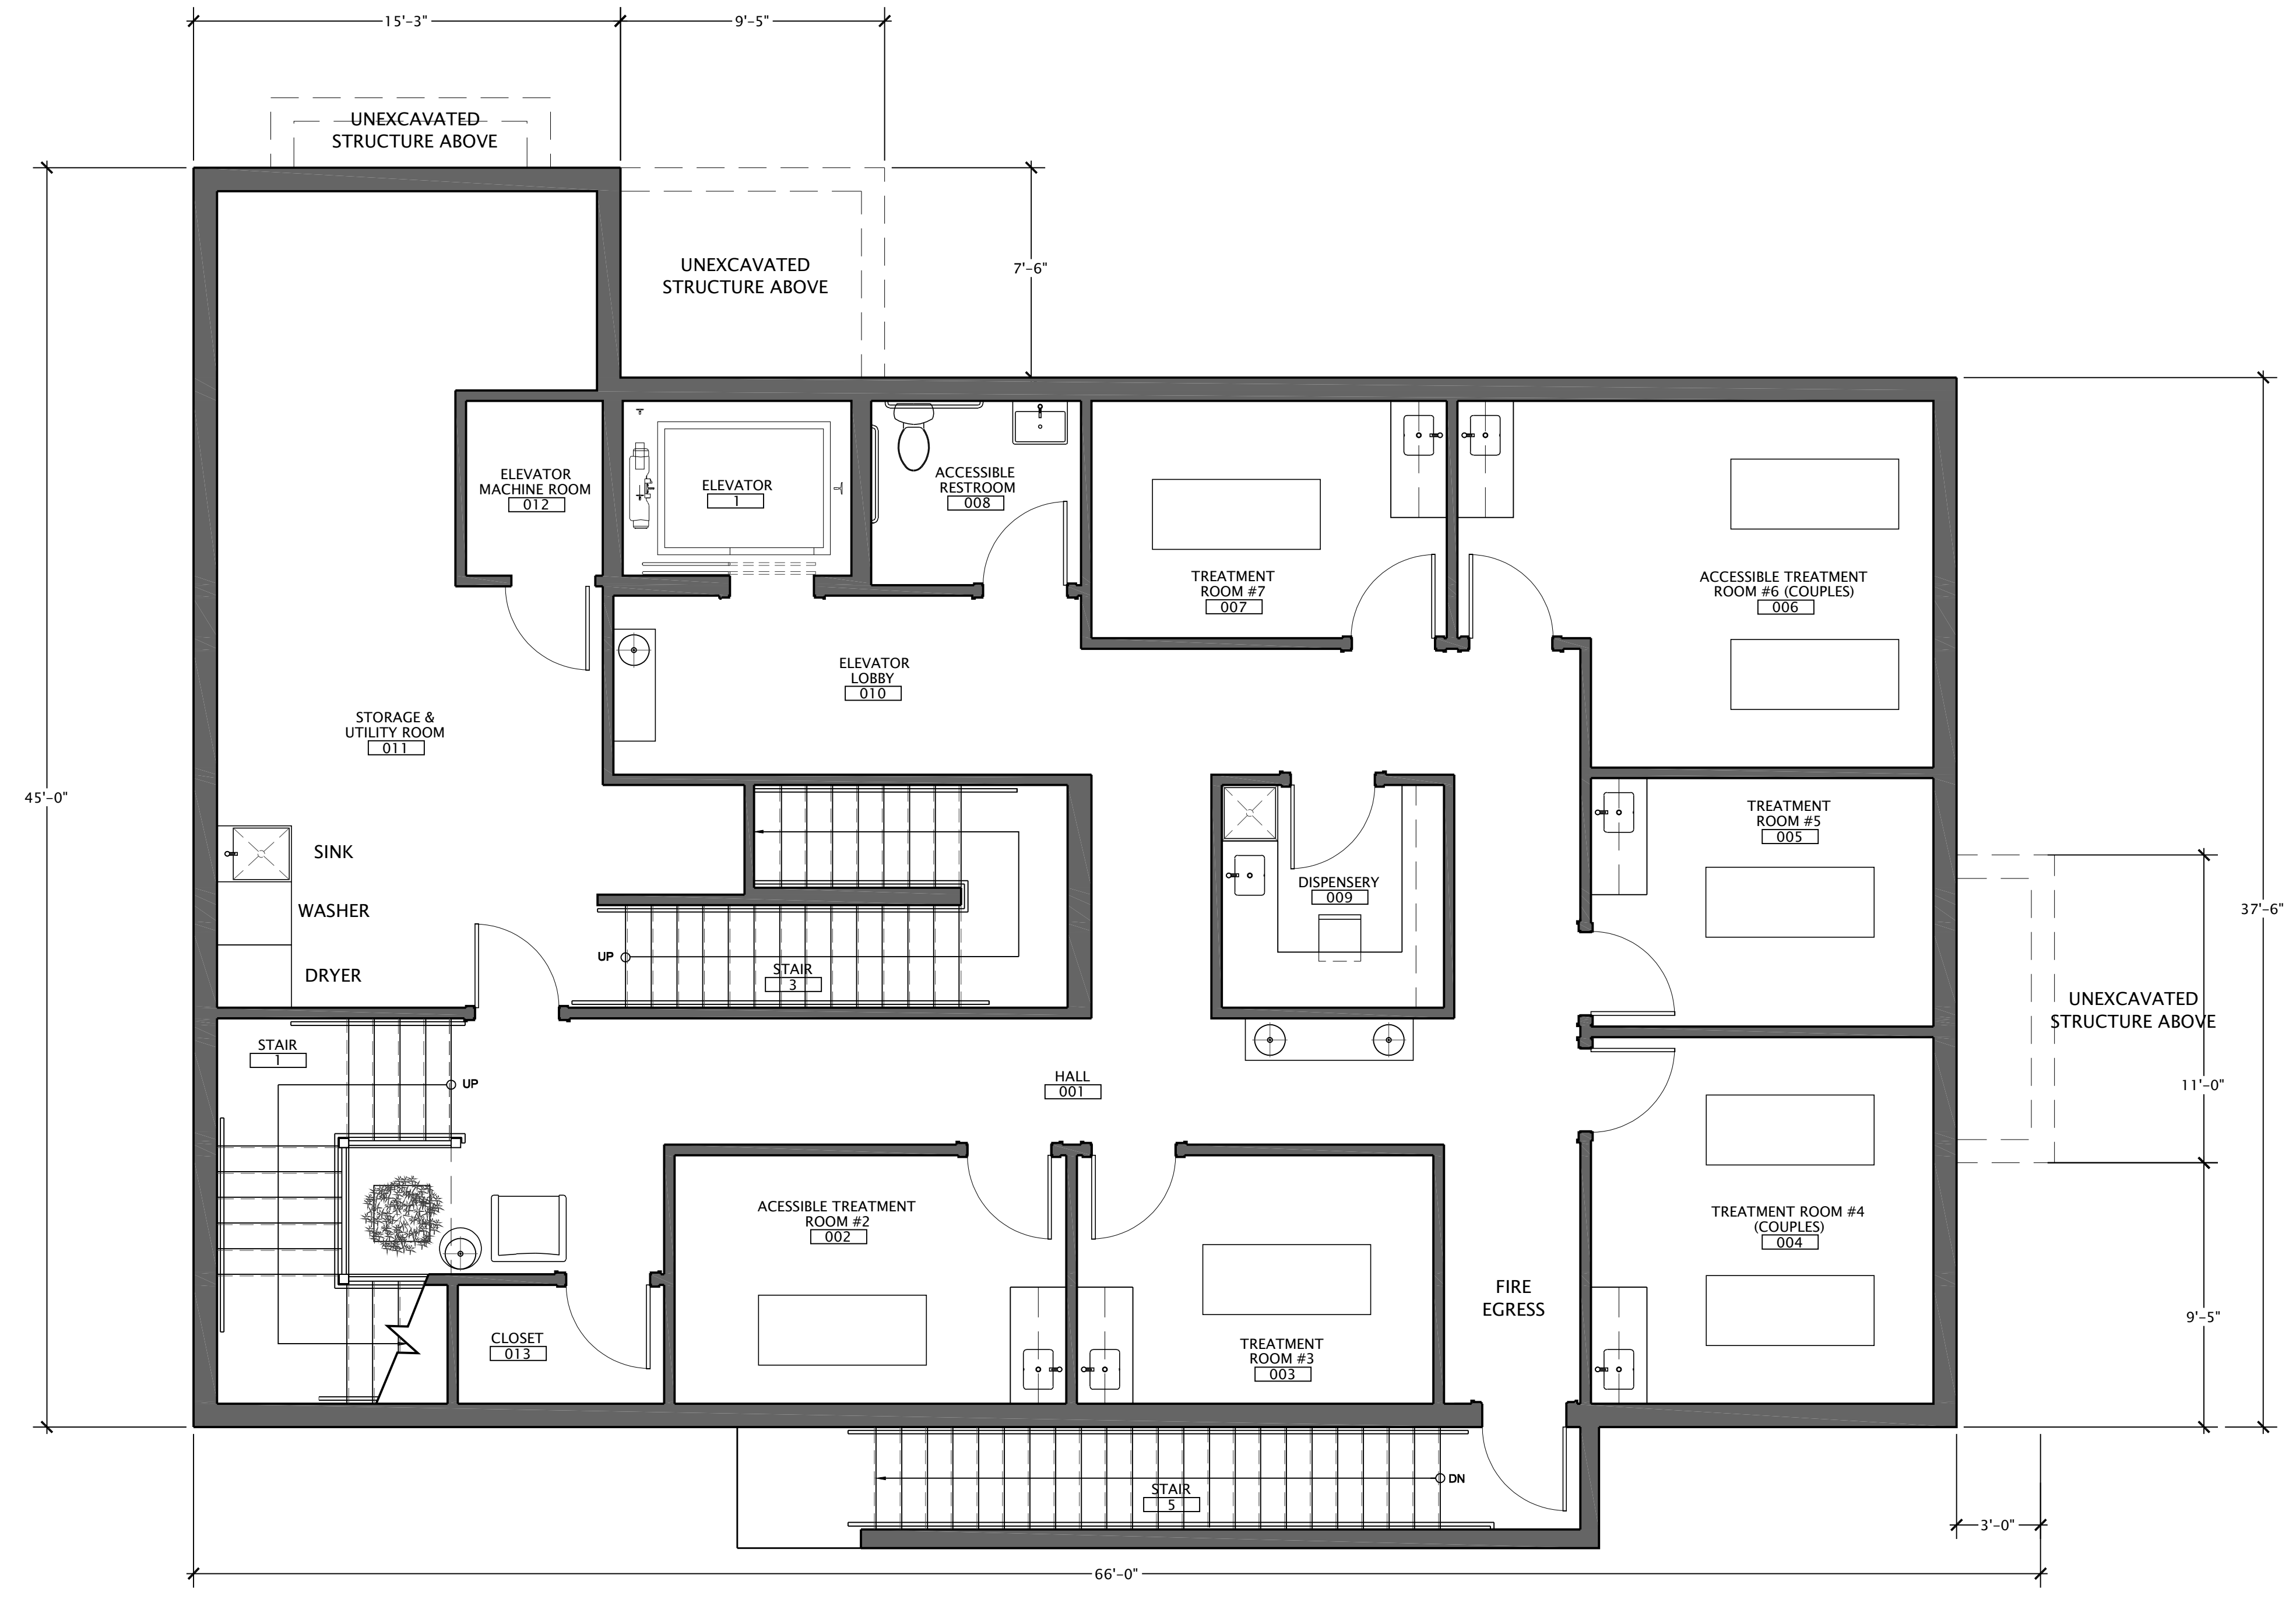 15'-3"
9'-5"
UNEXCAVATED
STRUCTURE ABOVE
UNEXCAVATED
STRUCTURE ABOVE
7'-6"
ELEVATOR
MACHINE ROOM
012
ELEVATOR
1
ACCESSIBLE
RESTROOM
008
TREATMENT
ROOM #7
007
ACCESSIBLE TREATMENT
ROOM #6 (COUPLES)
006
ELEVATOR
LOBBY
010
STORAGE &
UTILITY ROOM
011
45'-0"
SINK
WASHER
DRYER
TREATMENT
ROOM #5
005
DISPENSERY
009
37'-6"
UP
STAIR
3
UNEXCAVATED
STRUCTURE ABOVE
STAIR
1
UP
HALL
001
11'-0"
ACESSIBLE TREATMENT
ROOM #2
002
TREATMENT ROOM #4
(COUPLES)
004
FIRE
EGRESS
9'-5"
CLOSET
013
TREATMENT
ROOM #3
003
DN
STAIR
5
3'-0"
66'-0"